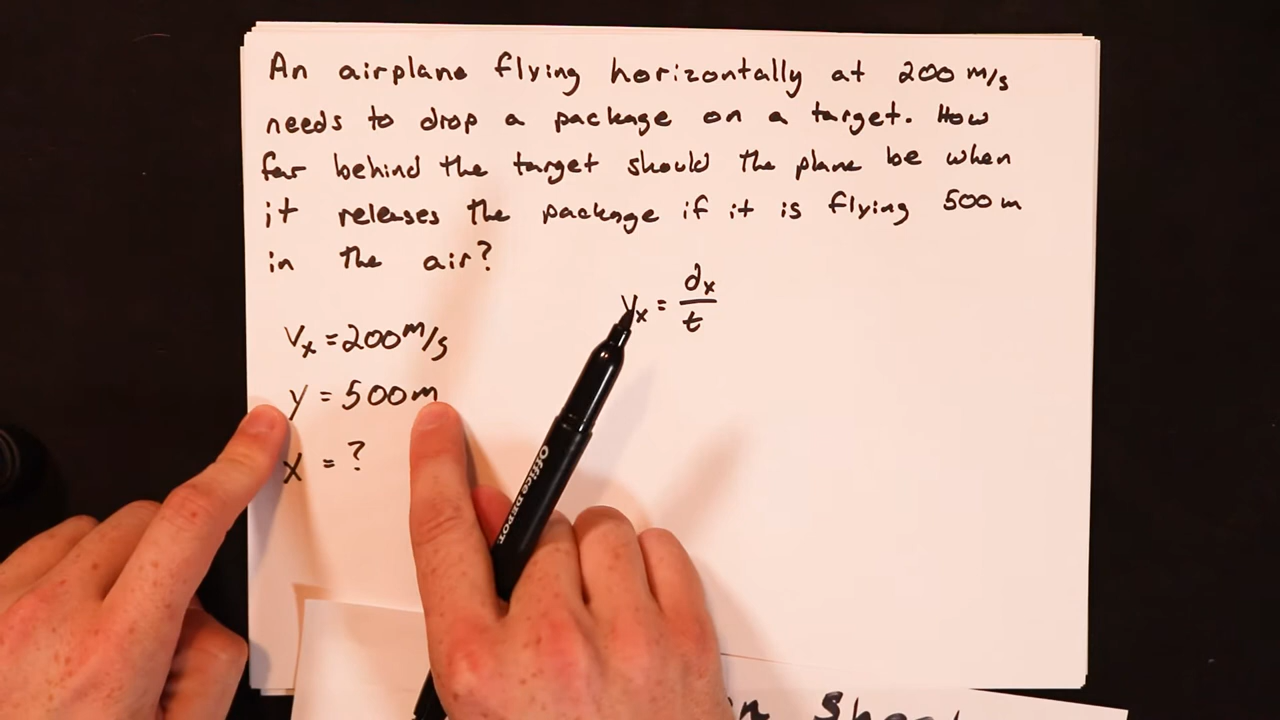 An airplane flying horizontally at 200 m/s
needs to drop a package on a target. How
far behind the target should the plane be when
it releases the package if it is flying 500 m
in the air?
Vx = 200 m/s
y = 500 m
x = ?
Vx = dx/t
Office DEPOT